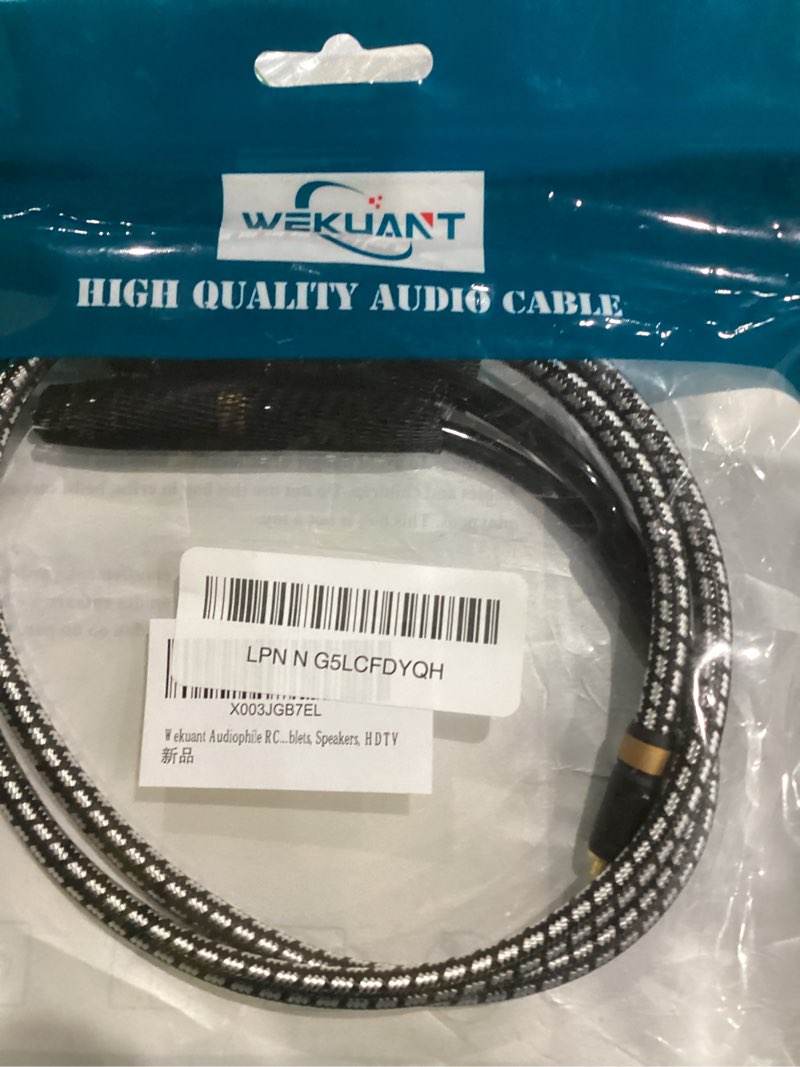 WEKUANT
HIGH QUALITY AUDIO CABLE
LPN N G5LCFDYQH
X003JGB7EL
Wekuant Audiophile RC...blets, Speakers, HDTV
新品